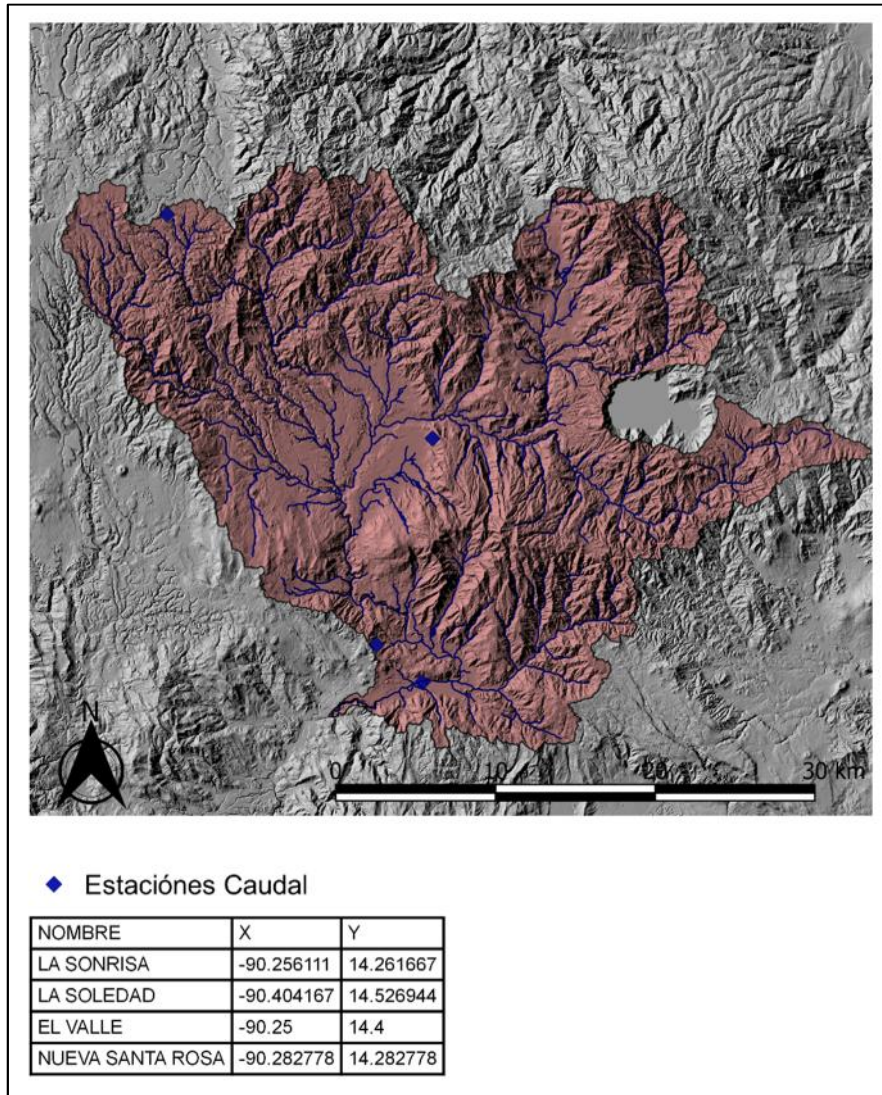 N
0 10 20 30 km
Estaciónes Caudal
NOMBRE X Y
LA SONRISA -90.256111 14.261667
LA SOLEDAD -90.404167 14.526944
EL VALLE -90.25 14.4
NUEVA SANTA ROSA -90.282778 14.282778